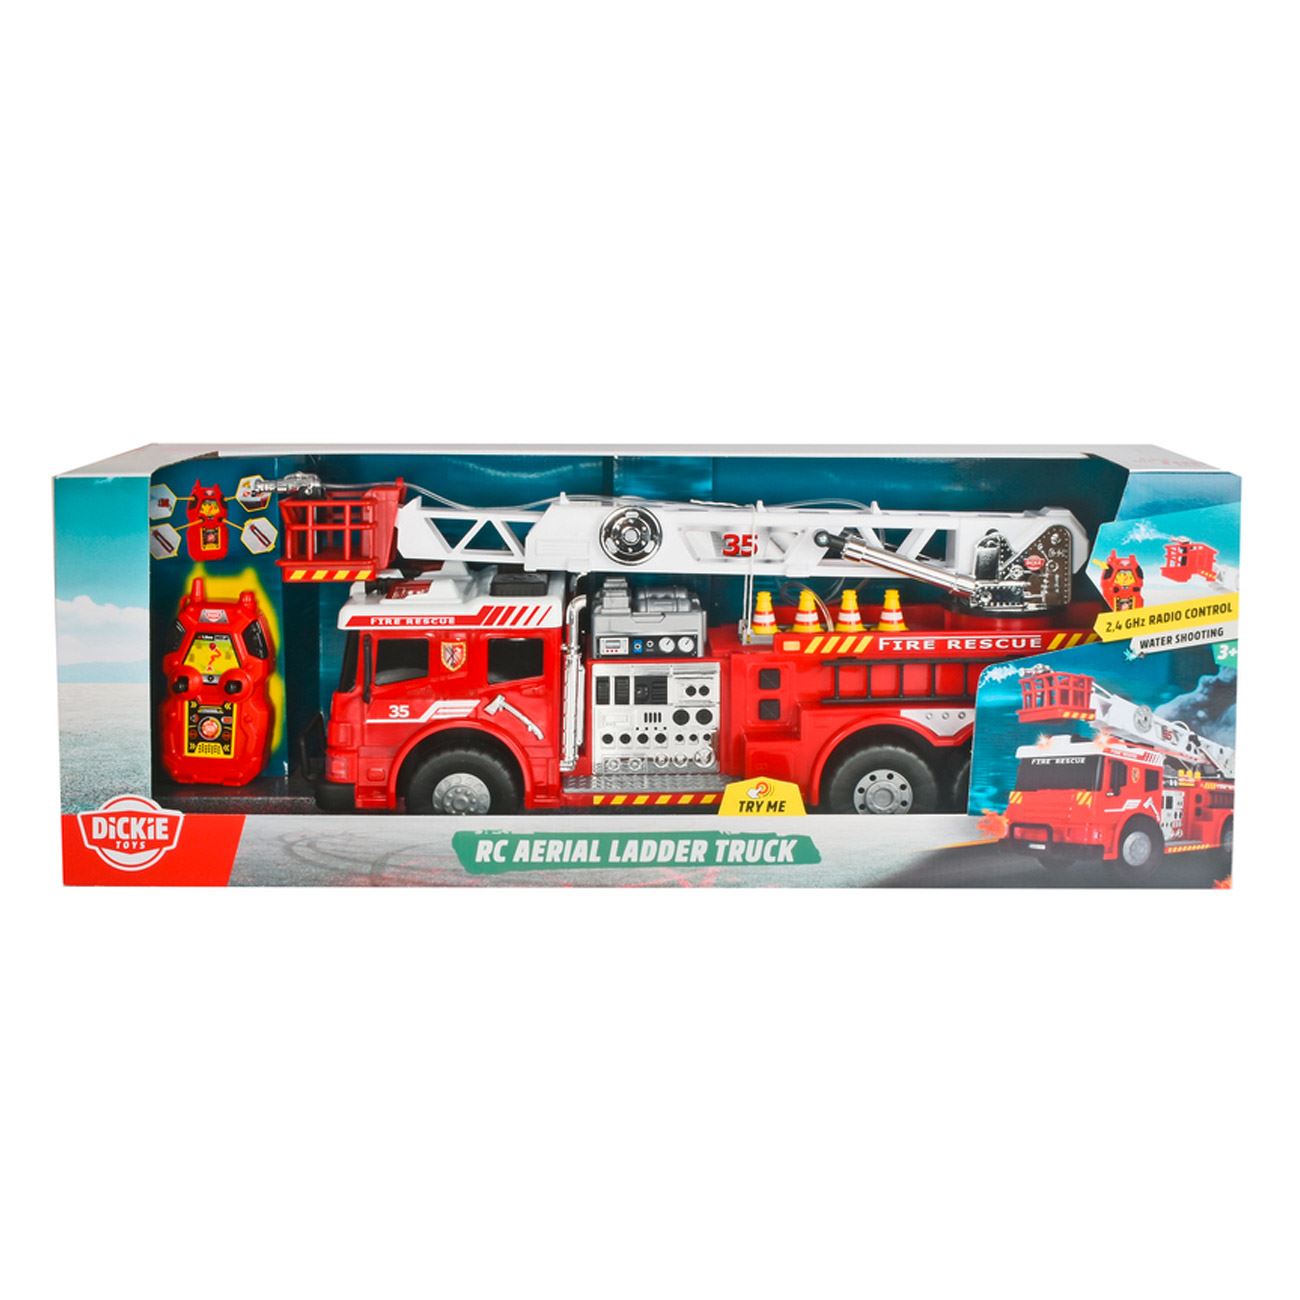 35
FIRE RESCUE
FIRE RESCUE
35
2,4 GHz RADIO CONTROL
WATER SHOOTING
3+
FIRE RESCUE
35
TRY ME
DiCKiE
TOYS
RC AERIAL LADDER TRUCK